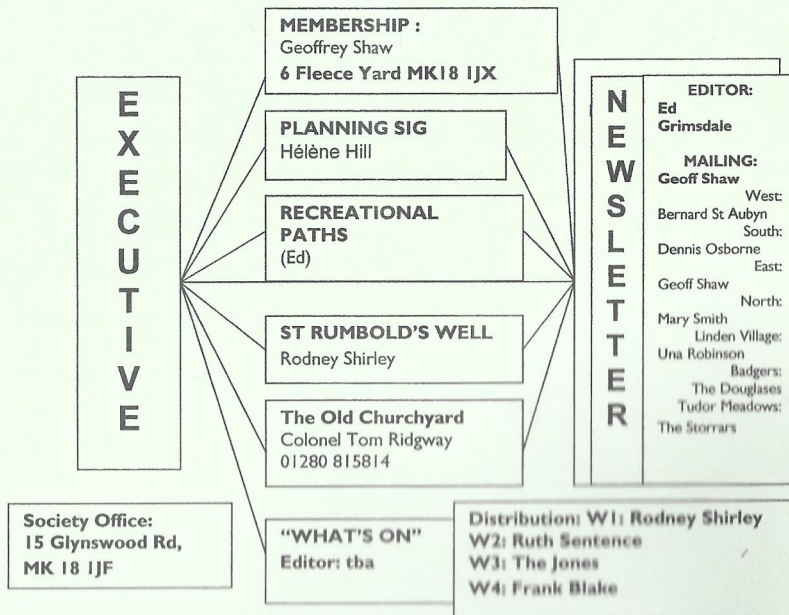 EXECUTIVE
MEMBERSHIP :
Geoffrey Shaw
6 Fleece Yard MK18 1JX
PLANNING SIG
Hélène Hill
RECREATIONAL
PATHS
(Ed)
ST RUMBOLD'S WELL
Rodney Shirley
The Old Churchyard
Colonel Tom Ridgway
01280 815814
"WHAT'S ON"
Editor: tba
NEWSLETTER
EDITOR:
Ed
Grimsdale
MAILING:
Geoff Shaw
West:
Bernard St Aubyn
South:
Dennis Osborne
East:
Geoff Shaw
North:
Mary Smith
Linden Village:
Una Robinson
Badgers:
The Douglases
Tudor Meadows:
The Storrars
Society Office:
15 Glynswood Rd,
MK 18 1JF
Distribution: W1: Rodney Shirley
W2: Ruth Sentence
W3: The Jones
W4: Frank Blake